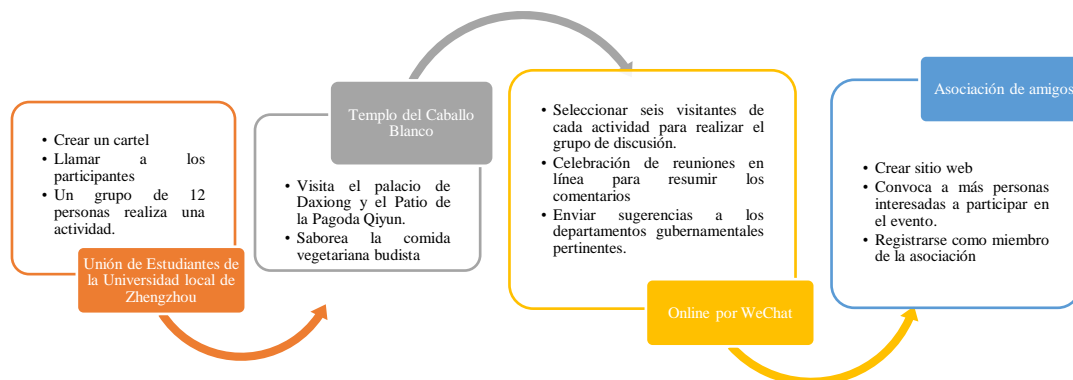 • Crear un cartel
• Llamar a los
participantes
• Un grupo de 12
personas realiza una
actividad.
Unión de Estudiantes de
la Universidad local de
Zhengzhou
Templo del Caballo
Blanco
• Visita el palacio de
Daxiong y el Patio de
la Pagoda Qiyun.
• Saborea la comida
vegetariana budista
• Seleccionar seis visitantes de
cada actividad para realizar el
grupo de discusión.
• Celebración de reuniones en
línea para resumir los
comentarios
• Enviar sugerencias a los
departamentos gubernamentales
pertinentes.
Online por WeChat
Asociación de amigos
• Crear sitio web
• Convoca a más personas
interesadas a participar en
el evento.
• Registrarse como miembro
de la asociación